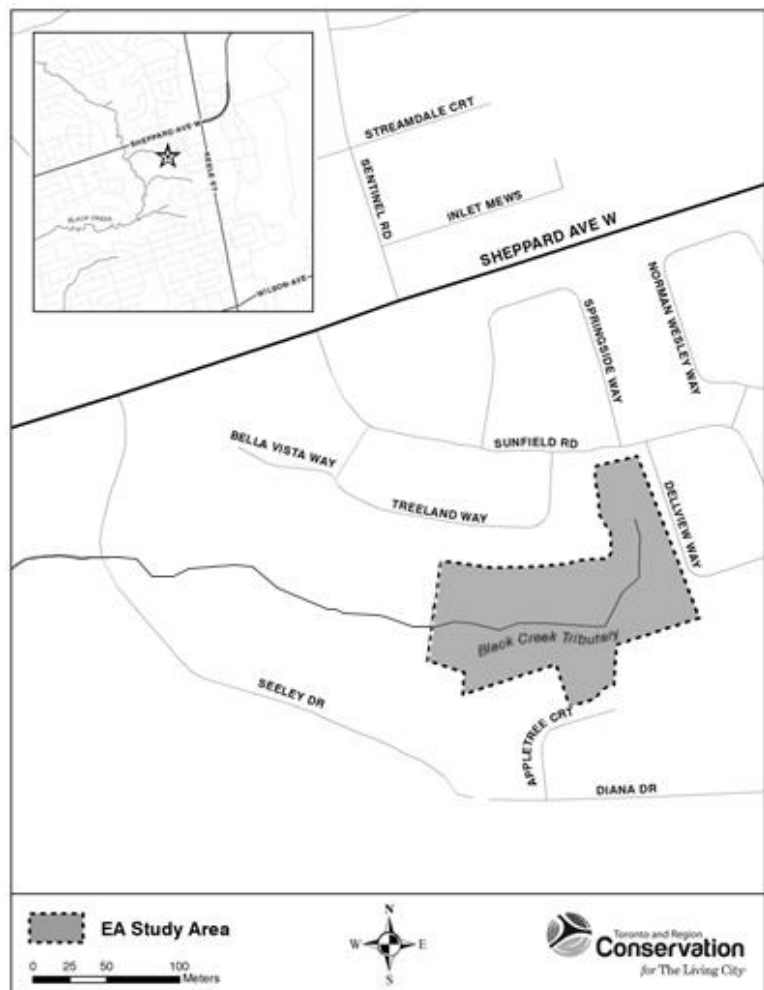 SHEPPARD AVE W
KEELE ST
BLACK CREEK
WILSON AVE
STREAMDALE CRT
SENTINEL RD
INLET MEWS
SHEPPARD AVE W
NORMAN WESLEY WAY
SPRINGSIDE WAY
SUNFIELD RD
BELLA VISTA WAY
TREELAND WAY
DELLVIEW WAY
Black Creek Tributary
SEELEY DR
APPLETREE CRT
DIANA DR
EA Study Area
0 25 50 100
Meters
N
W E
S
Toronto and Region
Conservation
for The Living City